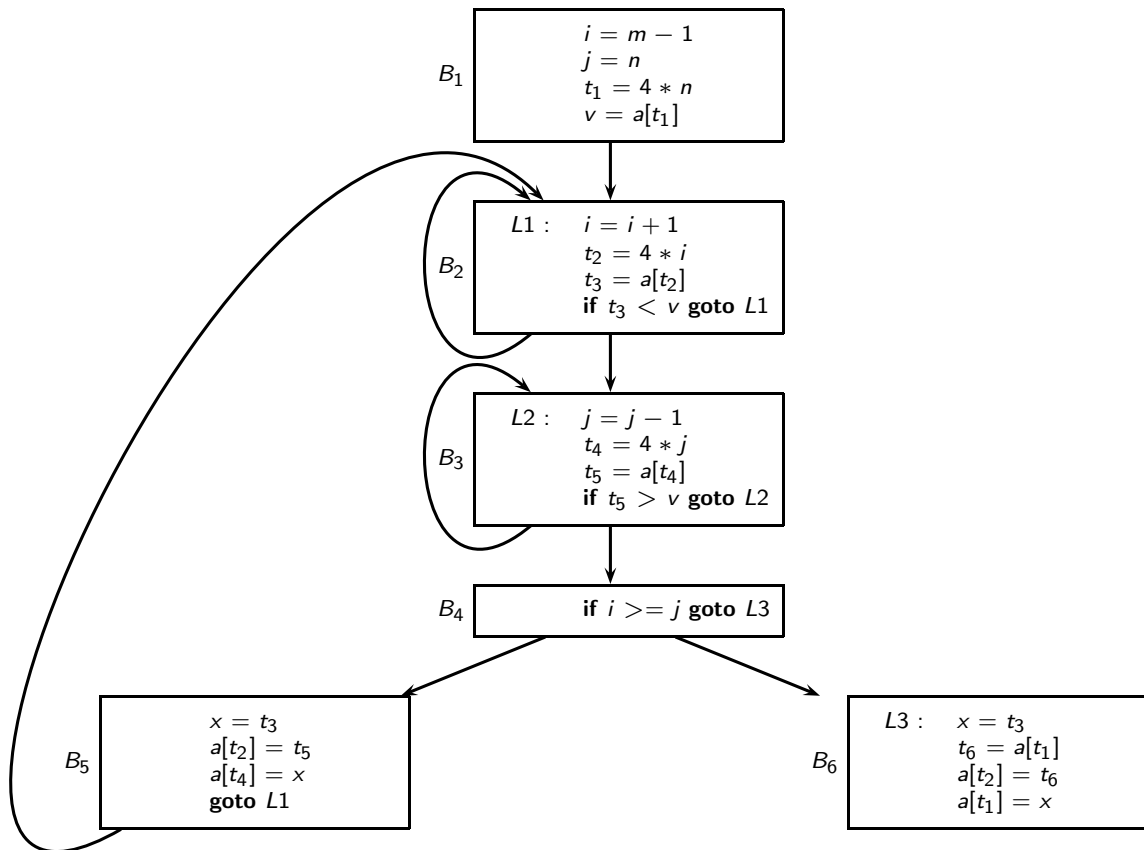 B₁
i = m − 1
j = n
t₁ = 4 ∗ n
v = a[t₁]
B₂
L1 : i = i + 1
t₂ = 4 ∗ i
t₃ = a[t₂]
if t₃ < v goto L1
B₃
L2 : j = j − 1
t₄ = 4 ∗ j
t₅ = a[t₄]
if t₅ > v goto L2
B₄
if i >= j goto L3
B₅
x = t₃
a[t₂] = t₅
a[t₄] = x
goto L1
B₆
L3 : x = t₃
t₆ = a[t₁]
a[t₂] = t₆
a[t₁] = x